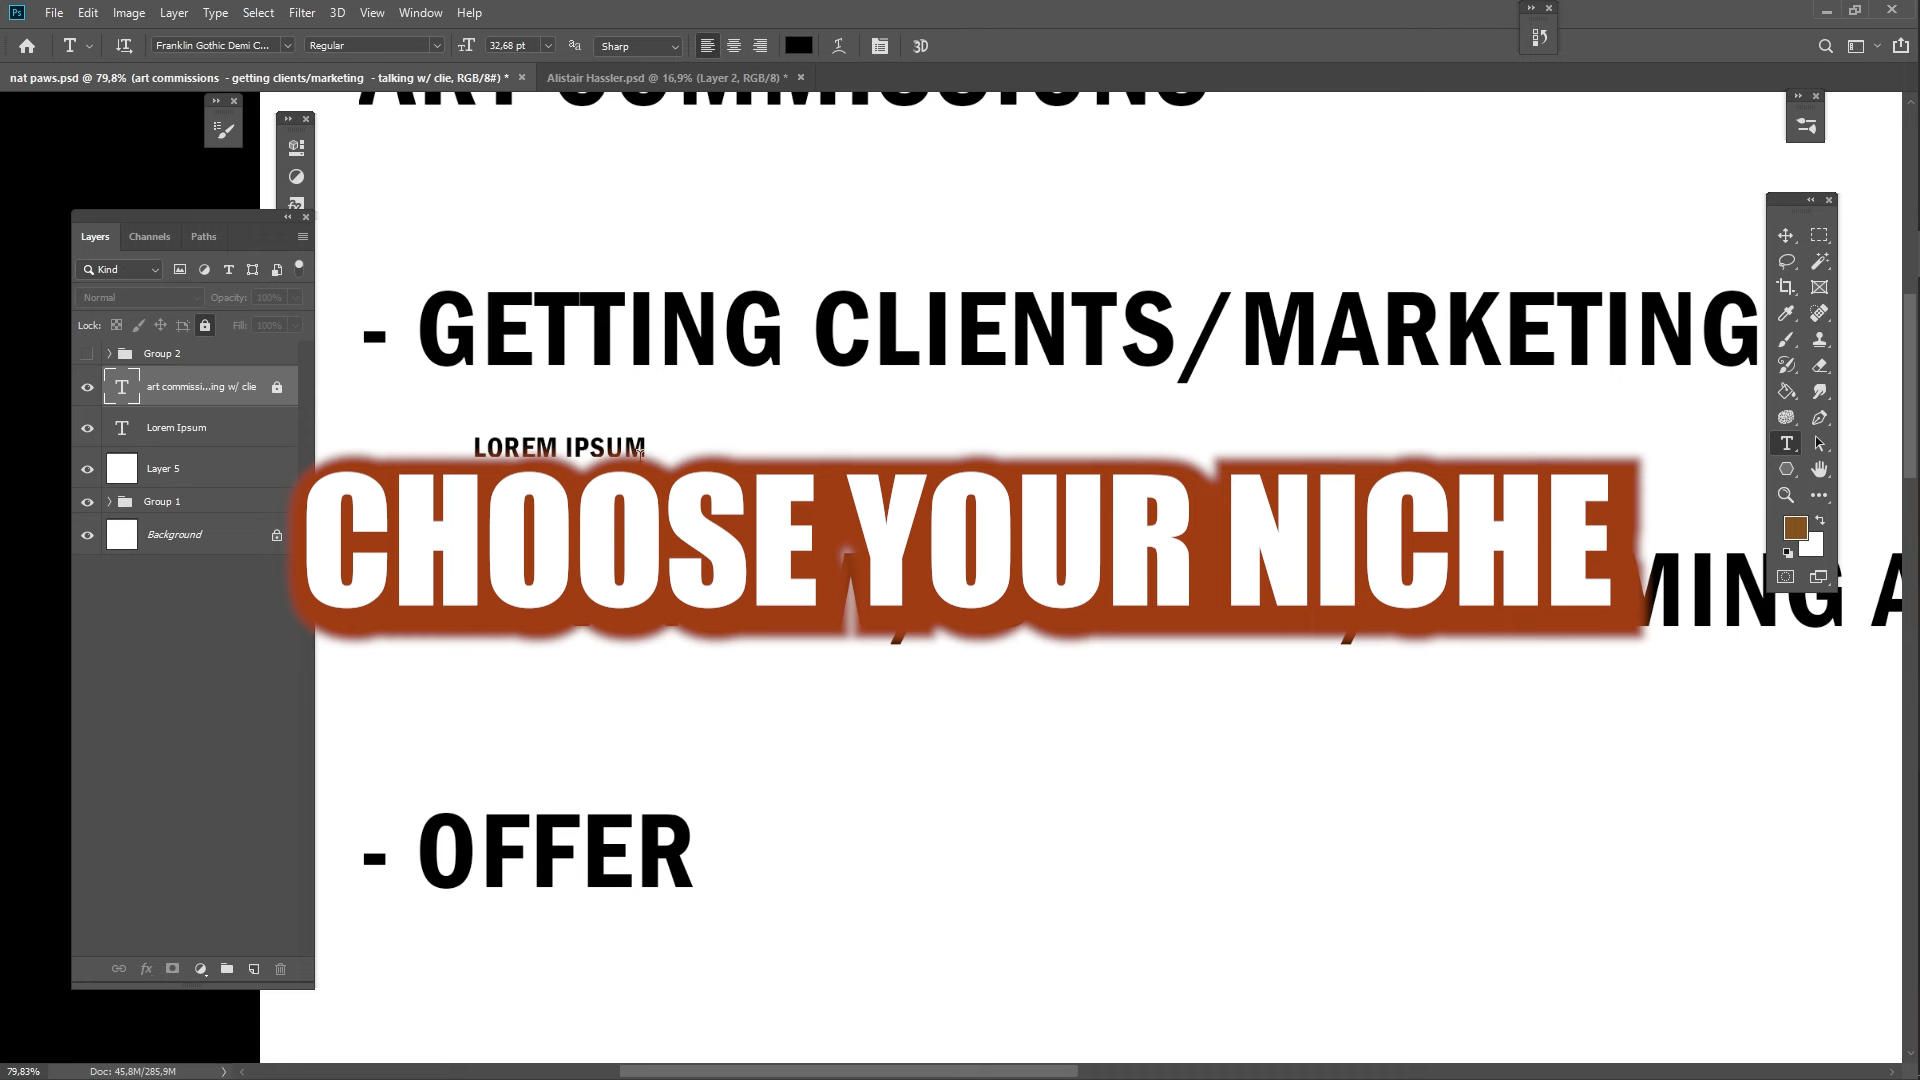 Ps File Edit Image Layer Type Select Filter 3D View Window Help
T Franklin Gothic Demi C... Regular 32,68 pt Sharp 3D
nat paws.psd @ 79,8% (art commissions - getting clients/marketing - talking w/ clie, RGB/8#) * Alistair Hassler.psd @ 16,9% (Layer 2, RGB/8) *
ART COMMISSIONS
Layers Channels Paths
Kind
Normal Opacity: 100%
Lock: Fill: 100%
Group 2
art commissi...ing w/ clie
Lorem Ipsum
Layer 5
Group 1
Background
- GETTING CLIENTS/MARKETING
LOREM IPSUM
CHOOSE YOUR NICHE
MING A
- OFFER
79,83% Doc: 45,8M/285,9M